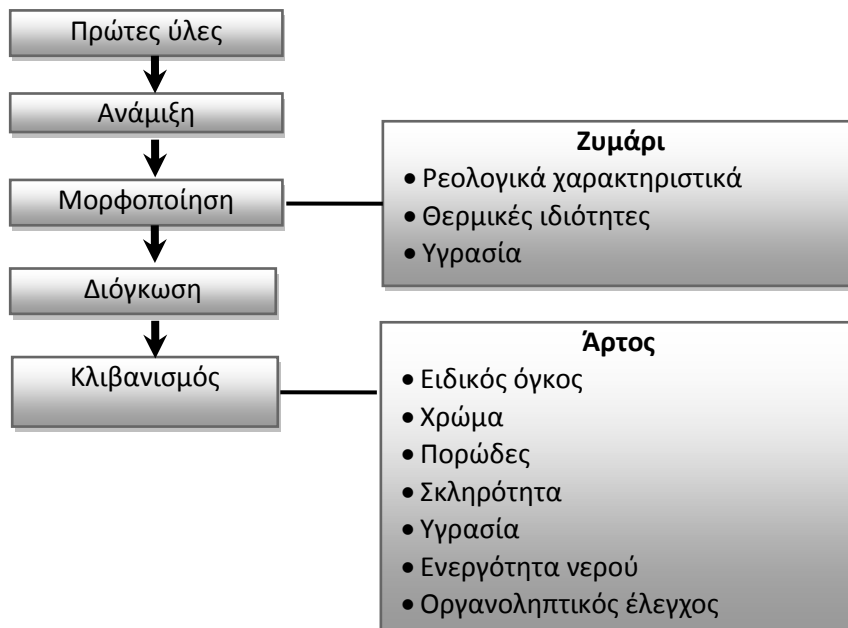 Πρώτες ύλες
Ανάμιξη
Μορφοποίηση
Διόγκωση
Κλιβανισμός
Ζυμάρι
• Ρεολογικά χαρακτηριστικά
• Θερμικές ιδιότητες
• Υγρασία
Άρτος
• Ειδικός όγκος
• Χρώμα
• Πορώδες
• Σκληρότητα
• Υγρασία
• Ενεργότητα νερού
• Οργανοληπτικός έλεγχος